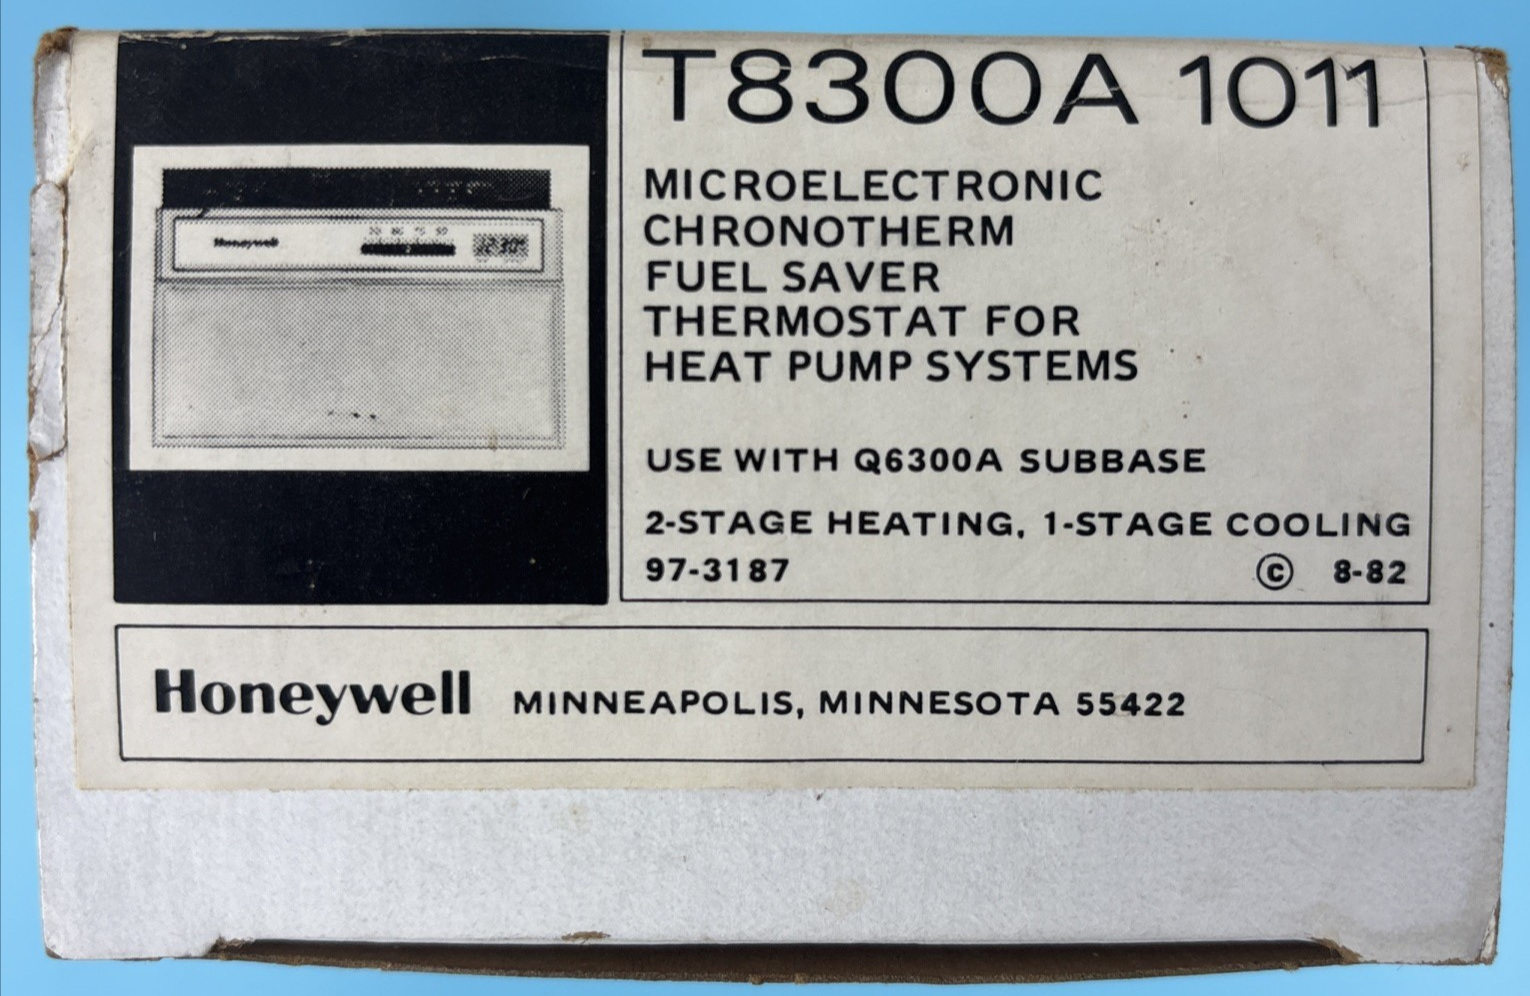 T8300A 1011
MICROELECTRONIC
CHRONOTHERM
FUEL SAVER
THERMOSTAT FOR
HEAT PUMP SYSTEMS
USE WITH Q6300A SUBBASE
2-STAGE HEATING, 1-STAGE COOLING
97-3187 © 8-82
Honeywell
Honeywell MINNEAPOLIS, MINNESOTA 55422